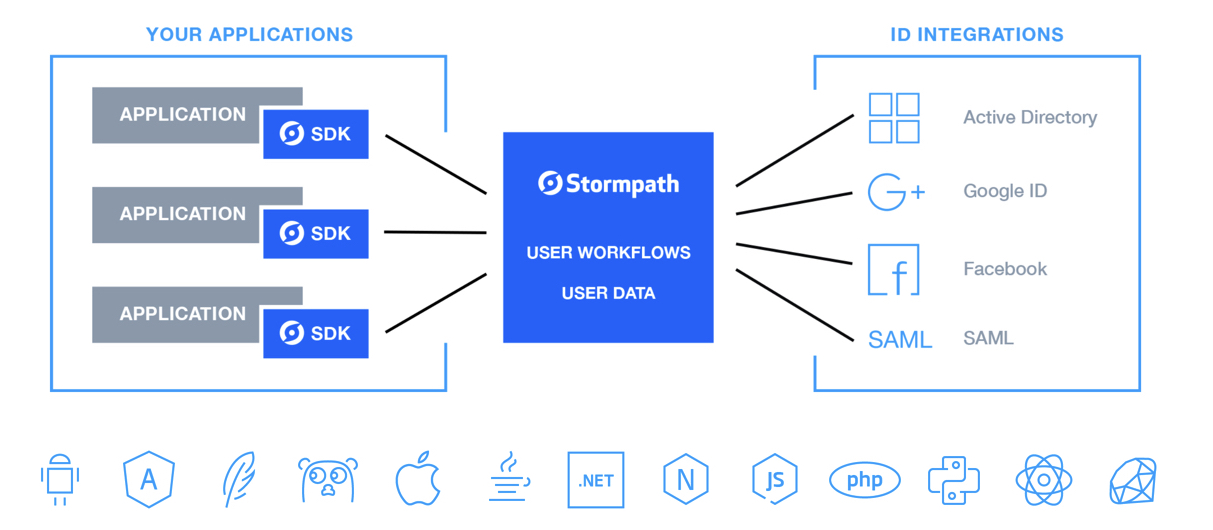 YOUR APPLICATIONS
APPLICATION
SDK
APPLICATION
SDK
APPLICATION
SDK
Stormpath
USER WORKFLOWS
USER DATA
ID INTEGRATIONS
Active Directory
G+ Google ID
f Facebook
SAML SAML
A
.NET
N
JS
php